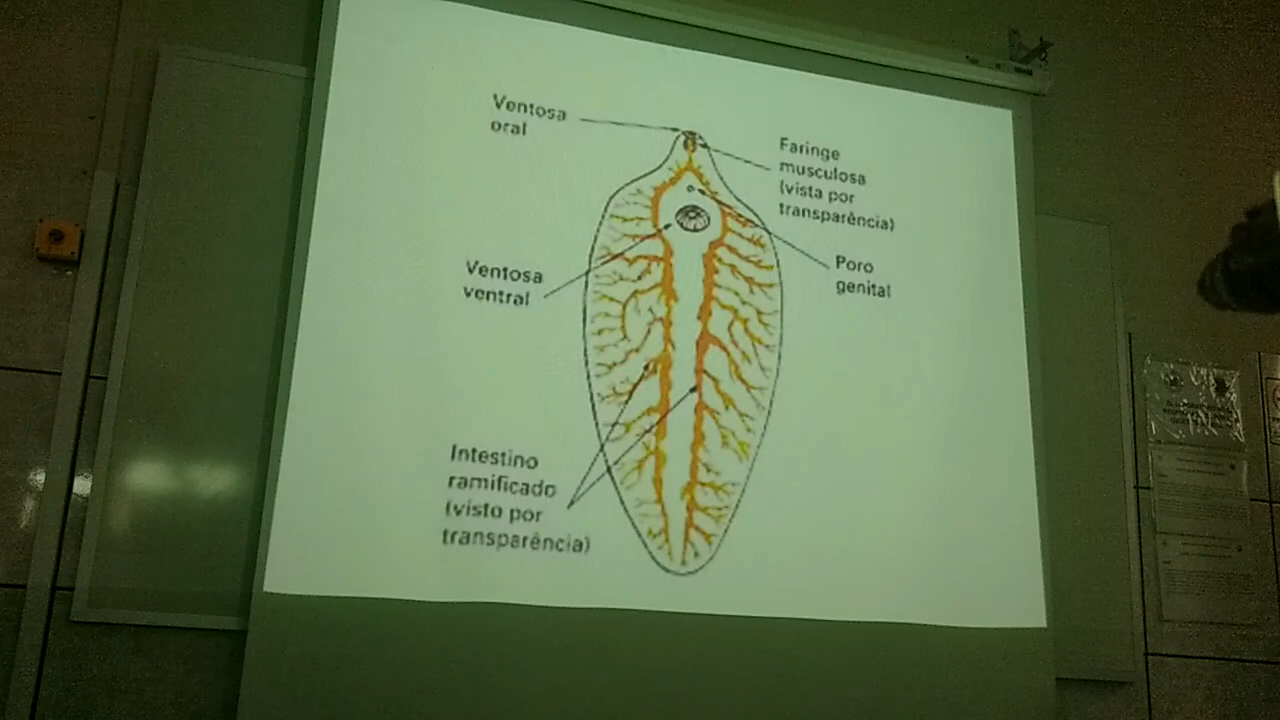 Ventosa
oral
Faringe
musculosa
(vista por
transparência)
Poro
genital
Ventosa
ventral
Intestino
ramificado
(visto por
transparência)